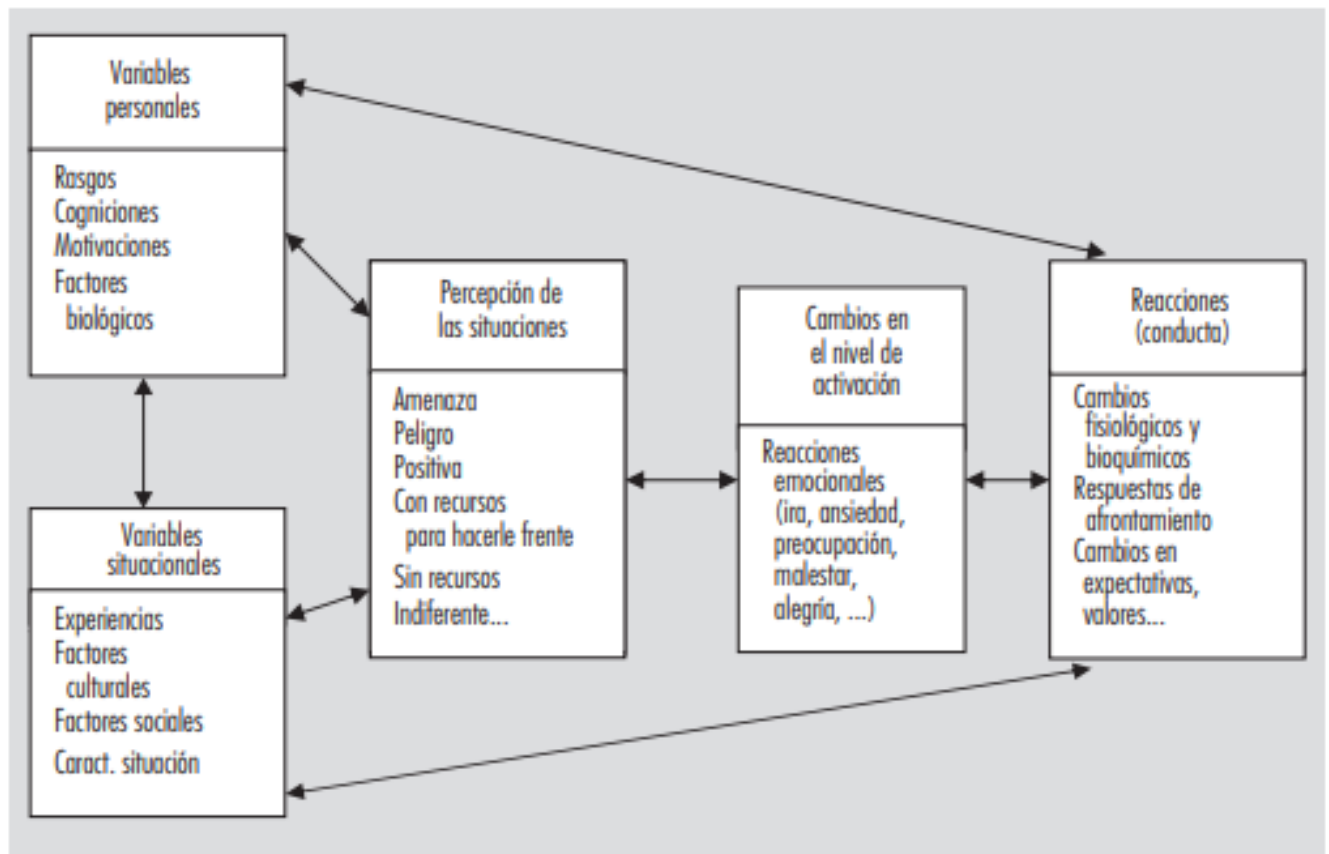 Variables
personales
Rasgos
Cogniciones
Motivaciones
Factores
biológicos
Variables
situacionales
Experiencias
Factores
culturales
Factores sociales
Caract. situación
Percepción de
las situaciones
Amenaza
Peligro
Positiva
Con recursos
para hacerle frente
Sin recursos
Indiferente...
Cambios en
el nivel de
activación
Reacciones
emocionales
(ira, ansiedad,
preocupación,
malestar,
alegría, ...)
Reacciones
(conducta)
Cambios
fisiológicos y
bioquímicos
Respuestas de
afrontamiento
Cambios en
expectativas,
valores...